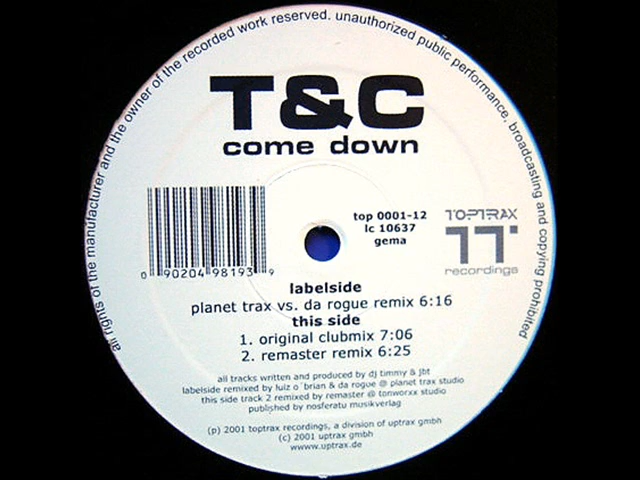 all rights of the manufacturer and the owner of the recorded work reserved. unauthorized public performance, broadcasting and copying prohibited
T&C
come down
top 0001-12
lc 10637
gema
TOPTRAX
TT
recordings
0 90204 98193 9
labelside
planet trax vs. da rogue remix 6:16
this side
1. original clubmix 7:06
2. remaster remix 6:25
all tracks written and produced by dj timmy & jbt
labelside remixed by luiz o´brian & da rogue @ planet trax studio
this side track 2 remixed by remaster @ tonworxx studio
published by nosferatu musikverlag
(p) 2001 toptrax recordings, a division of uptrax gmbh
(c) 2001 uptrax gmbh
www.uptrax.de